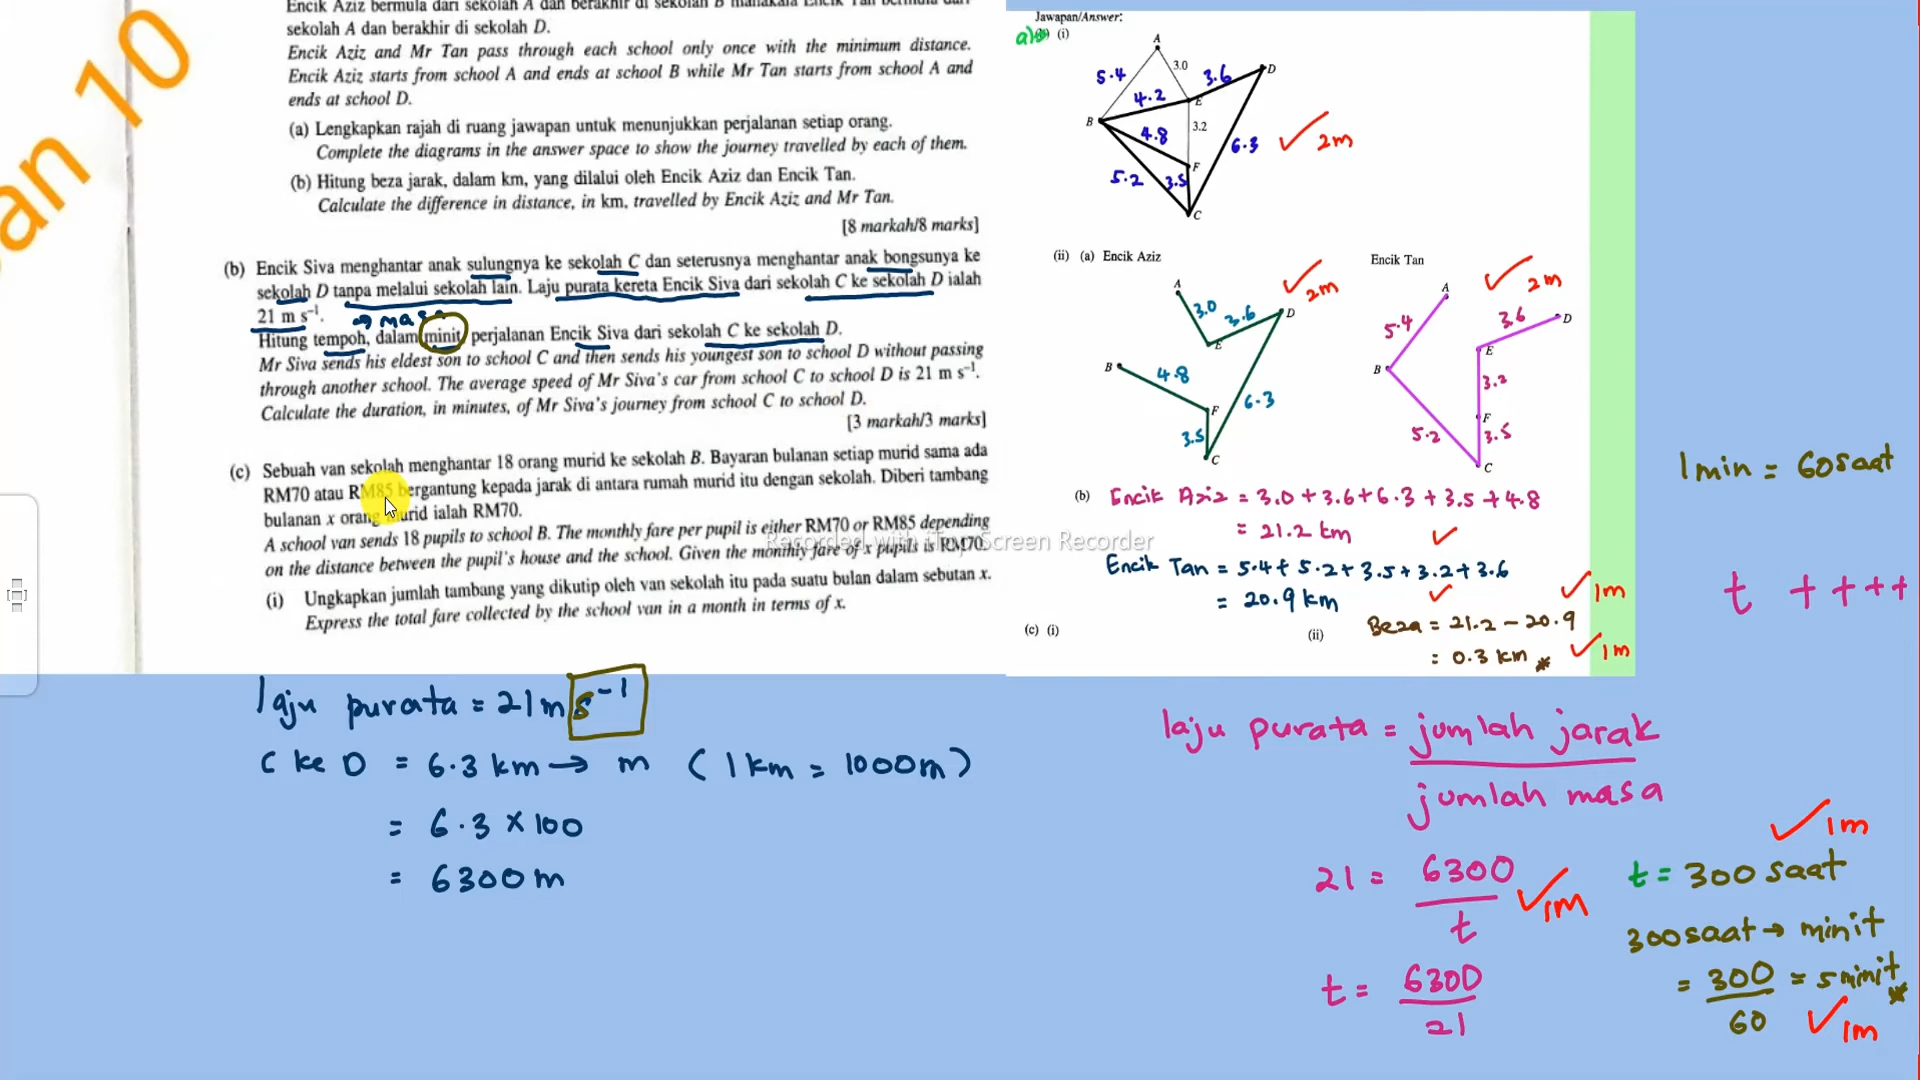 an 10
Encik Aziz bermula dari sekolah A dan berakhir di sekolah B manakala Encik Tan bermula dari
sekolah A dan berakhir di sekolah D.
Encik Aziz and Mr Tan pass through each school only once with the minimum distance.
Encik Aziz starts from school A and ends at school B while Mr Tan starts from school A and
ends at school D.
(a) Lengkapkan rajah di ruang jawapan untuk menunjukkan perjalanan setiap orang.
Complete the diagrams in the answer space to show the journey travelled by each of them.
(b) Hitung beza jarak, dalam km, yang dilalui oleh Encik Aziz dan Encik Tan.
Calculate the difference in distance, in km, travelled by Encik Aziz and Mr Tan.
[8 markah/8 marks]
(b) Encik Siva menghantar anak sulungnya ke sekolah C dan seterusnya menghantar anak bongsunya ke
sekolah D tanpa melalui sekolah lain. Laju purata kereta Encik Siva dari sekolah C ke sekolah D ialah
21 m s⁻¹.
→ masa
Hitung tempoh, dalam minit, perjalanan Encik Siva dari sekolah C ke sekolah D.
Mr Siva sends his eldest son to school C and then sends his youngest son to school D without passing
through another school. The average speed of Mr Siva's car from school C to school D is 21 m s⁻¹.
Calculate the duration, in minutes, of Mr Siva's journey from school C to school D.
[3 markah/3 marks]
(c) Sebuah van sekolah menghantar 18 orang murid ke sekolah B. Bayaran bulanan setiap murid sama ada
RM70 atau RM85 bergantung kepada jarak di antara rumah murid itu dengan sekolah. Diberi tambang
bulanan x orang murid ialah RM70.
A school van sends 18 pupils to school B. The monthly fare per pupil is either RM70 or RM85 depending
on the distance between the pupil's house and the school. Given the monthly fare of x pupils is RM70.
(i) Ungkapkan jumlah tambang yang dikutip oleh van sekolah itu pada suatu bulan dalam sebutan x.
Express the total fare collected by the school van in a month in terms of x.
Recorded with iTop Screen Recorder
laju purata = 21 m s⁻¹
C ke D = 6.3 km → m (1 km = 1000m)
= 6.3 × 100
= 6300 m
Jawapan/Answer:
a) (i)
A
5.4
3.0
3.6
D
4.2
E
B
4.8
3.2
6.3
✓ 2m
F
5.2
3.5
C
(ii) (a) Encik Aziz
A
3.0
3.6
D
✓ 2m
E
B
4.8
F
6.3
3.5
C
Encik Tan
A
✓ 2m
5.4
3.6
D
E
B
3.2
F
5.2
3.5
C
(b) Encik Aziz = 3.0 + 3.6 + 6.3 + 3.5 + 4.8
= 21.2 km ✓
Encik Tan = 5.4 + 5.2 + 3.5 + 3.2 + 3.6
= 20.9 km ✓ ✓ 1m
Beza = 21.2 − 20.9
= 0.3 km * ✓ 1m
(c) (i)
(ii)
1 min = 60 saat
t + + + +
laju purata = jumlah jarak
jumlah masa
21 = 6300
t
✓ 1m
t = 6300
21
✓ 1m
t = 300 saat
300 saat → minit
= 300 = 5 minit *
60
✓ 1m